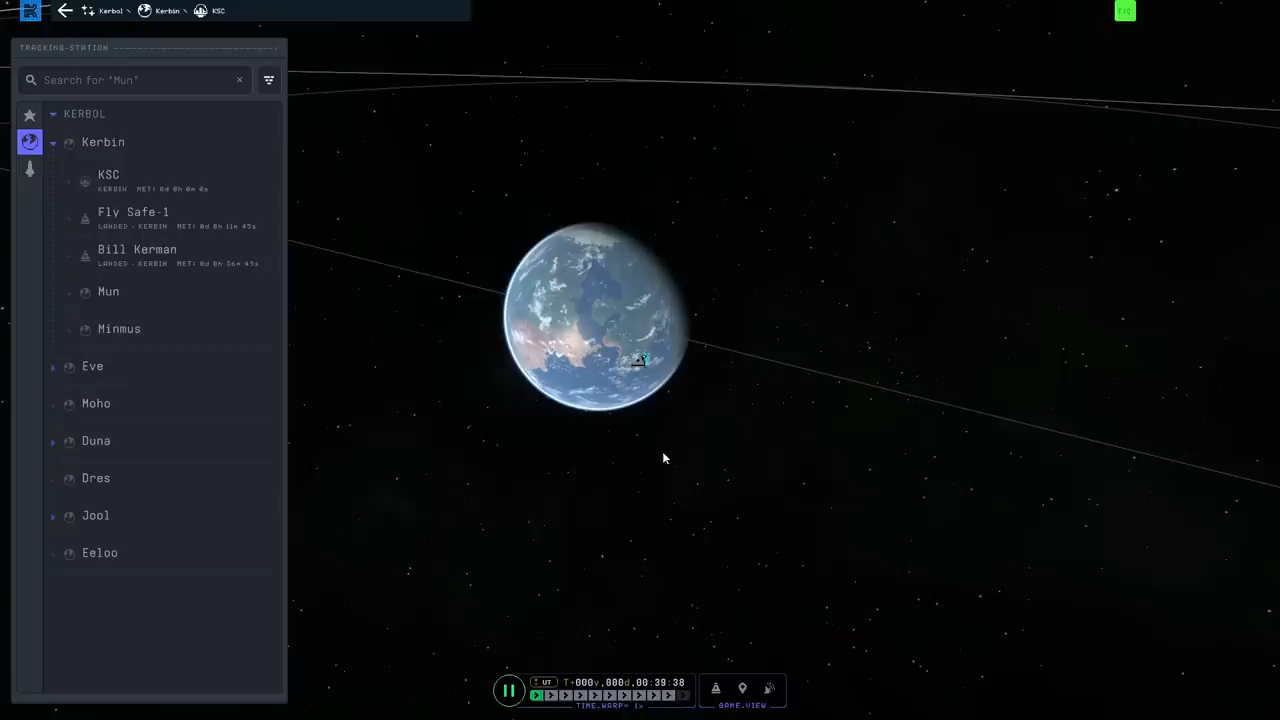 Kerbol
Kerbin
KSC
F/O
TRACKING-STATION
Search for "Mun"
KERBOL
Kerbin
KSC
KERBIN MET: 0d 0h 0m 0s
Fly Safe-1
LANDED - KERBIN MET: 0d 0h 11m 45s
Bill Kerman
LANDED - KERBIN MET: 0d 0h 36m 49s
Mun
Minmus
Eve
Moho
Duna
Dres
Jool
Eeloo
UT T+000y,000d,00:39:38
TIME.WARP= 1x
GAME.VIEW